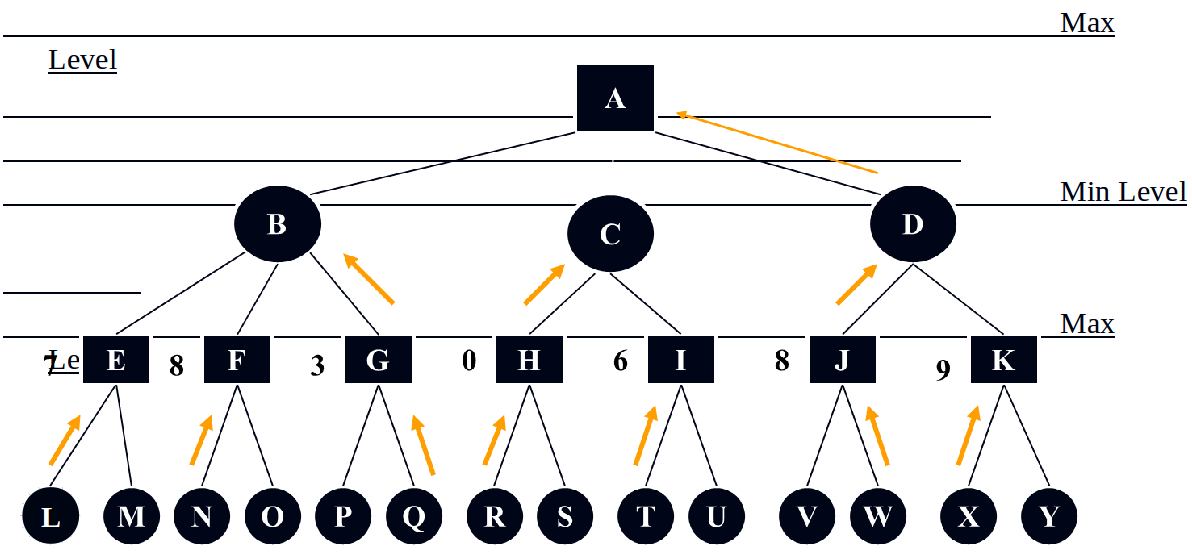 Max
Level
A
Min Level
B C D
Max
7 Le E 8 F 3 G 0 H 6 I 8 J 9 K
L M N O P Q R S T U V W X Y